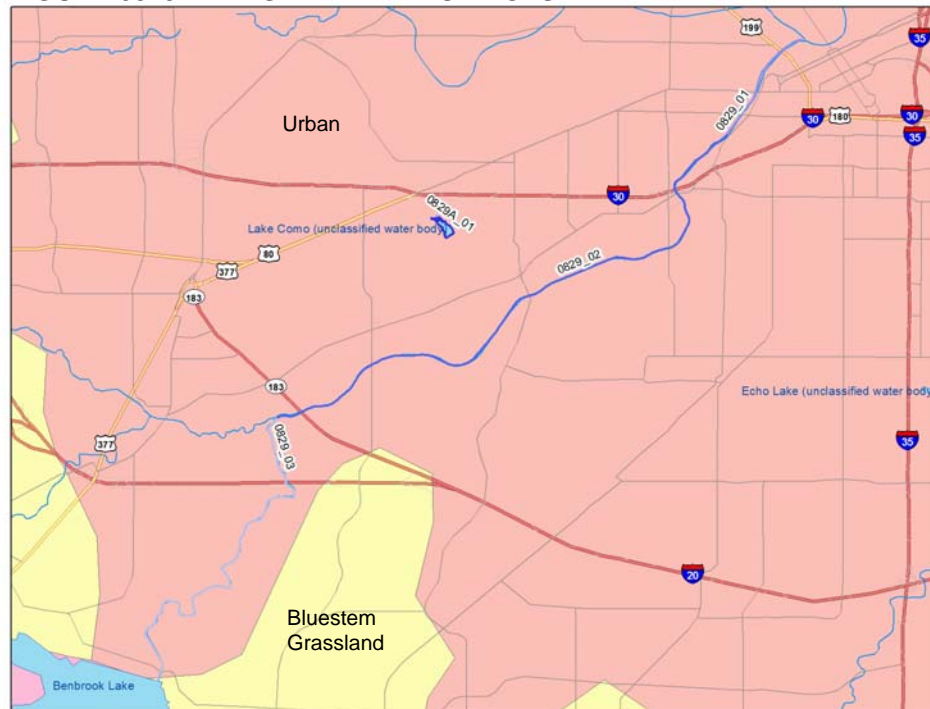 199
35
0829_01
Urban
30
180
30
35
30
0829A_01
Lake Como (unclassified water body)
80
377
0829_02
183
183
Echo Lake (unclassified water body
377
0829_03
35
20
Bluestem
Grassland
Benbrook Lake